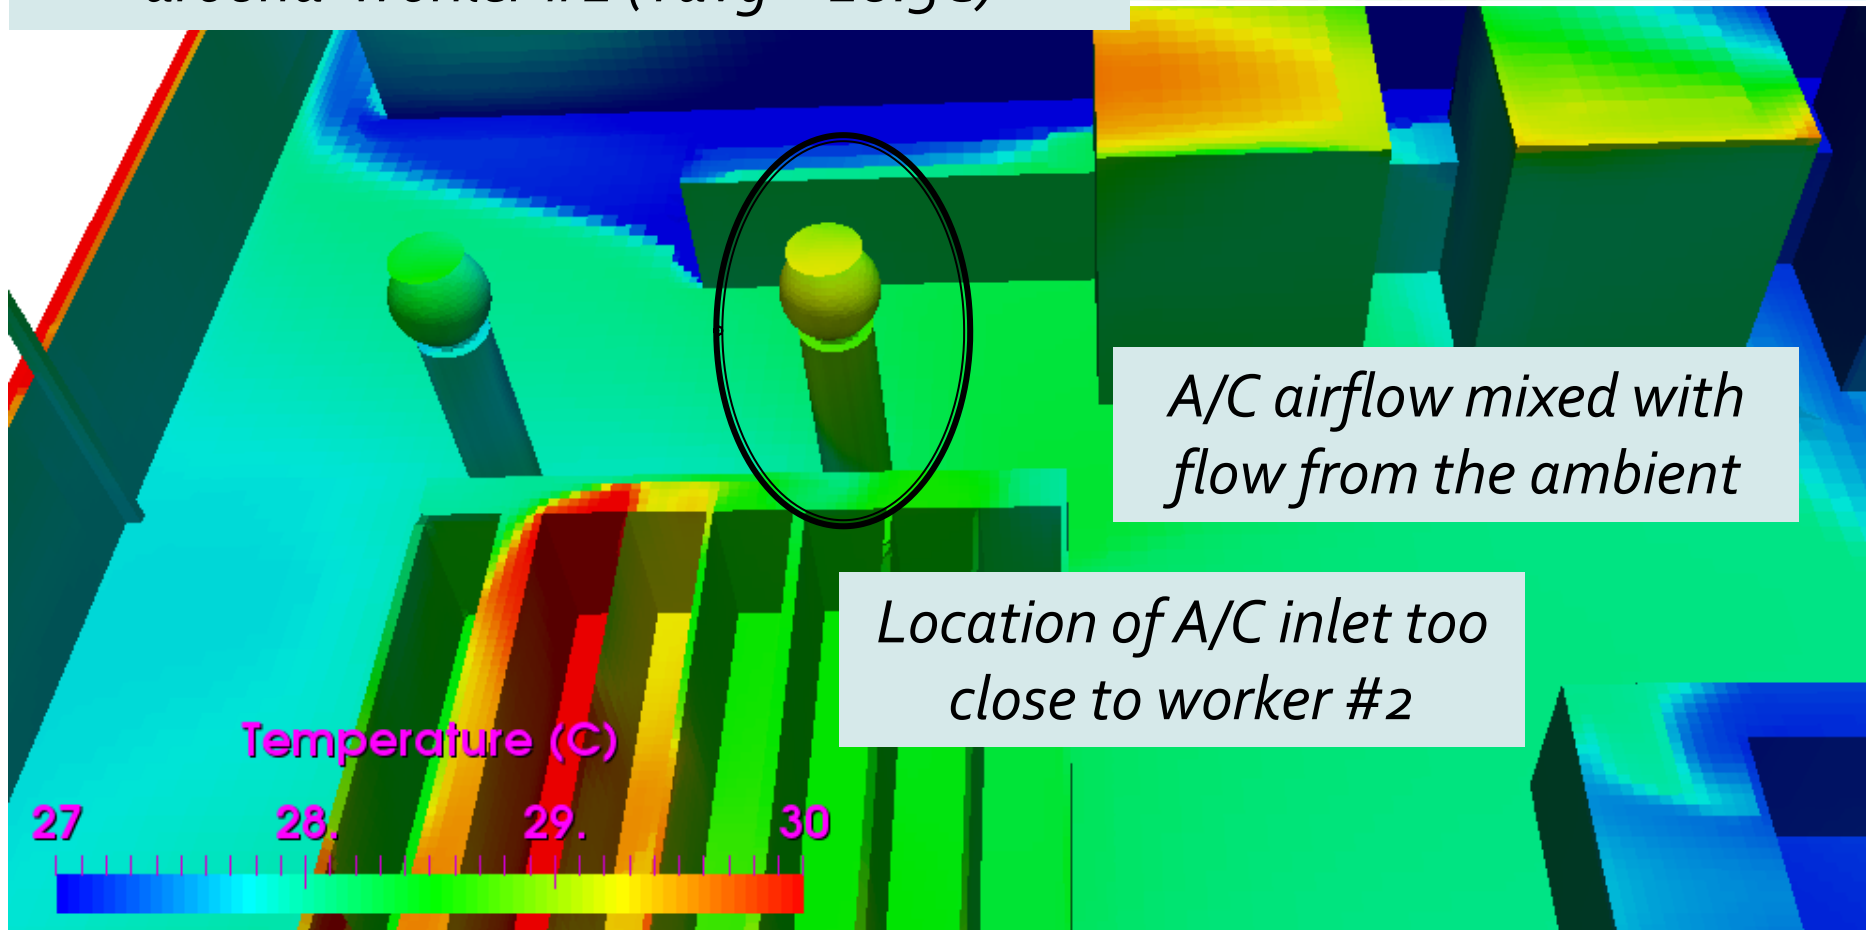 around
A/C airflow mixed with
flow from the ambient
Location of A/C inlet too
close to worker #2
Temperature (C)
27 28. 29. 30